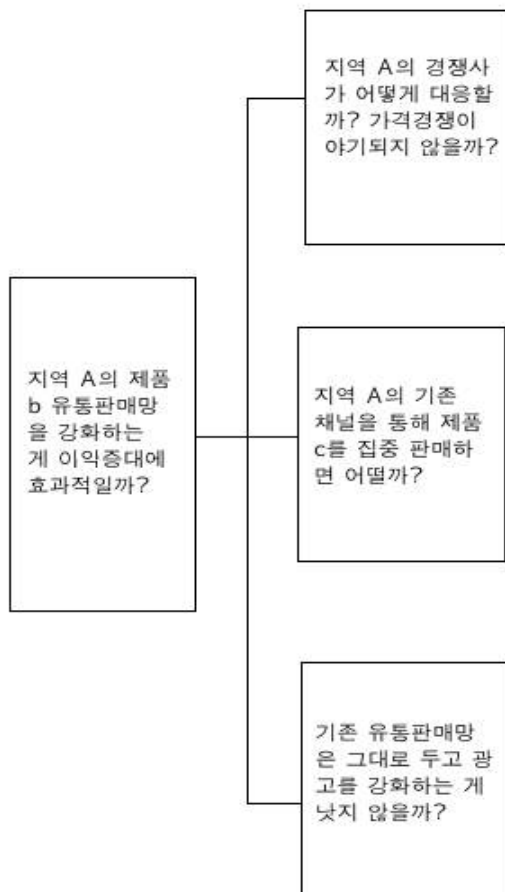 지역 A의 경쟁사
가 어떻게 대응할
까? 가격경쟁이
야기되지 않을까?
지역 A의 제품
b 유통판매망
을 강화하는
게 이익증대에
효과적일까?
지역 A의 기존
채널을 통해 제품
c를 집중 판매하
면 어떨까?
기존 유통판매망
은 그대로 두고 광
고를 강화하는 게
낫지 않을까?